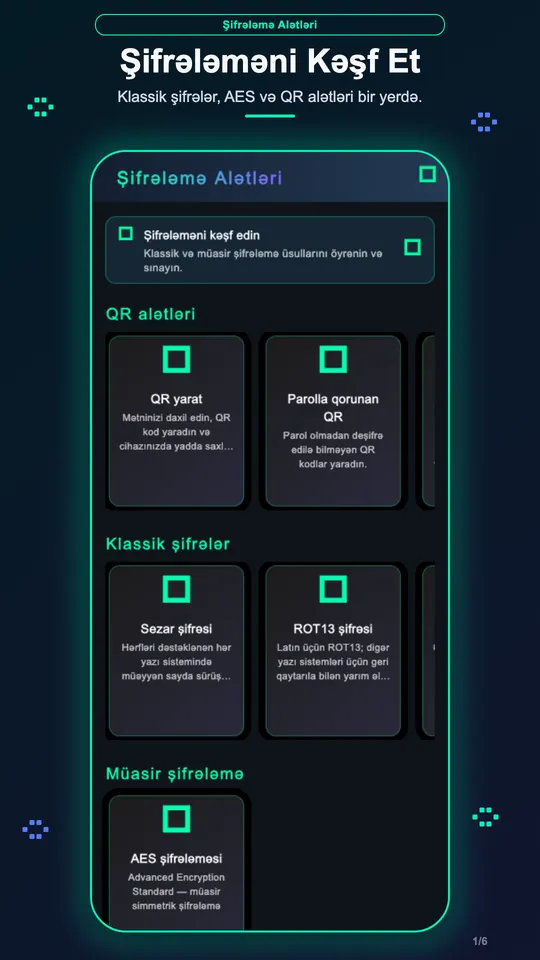 Şifrələmə Alətləri
Şifrələməni Kəşf Et
Klassik şifrələr, AES və QR alətləri bir yerdə.
Şifrələmə Alətləri
Şifrələməni kəşf edin
Klassik və müasir şifrələmə üsullarını öyrənin və
sınayın.
QR alətləri
QR yarat
Mətninizi daxil edin, QR
kod yaradın və
cihazınızda yadda saxl...
Parolla qorunan
QR
Parol olmadan deşifrə
edilə bilməyən QR
kodlar yaradın.
Klassik şifrələr
Sezar şifrəsi
Hərfləri dəstəklənən hər
yazı sistemində
müəyyən sayda sürüş...
ROT13 şifrəsi
Latın üçün ROT13; digər
yazı sistemləri üçün geri
qaytarıla bilən yarım əl...
Müasir şifrələmə
AES şifrələməsi
Advanced Encryption
Standard — müasir
simmetrik şifrələmə
1/6